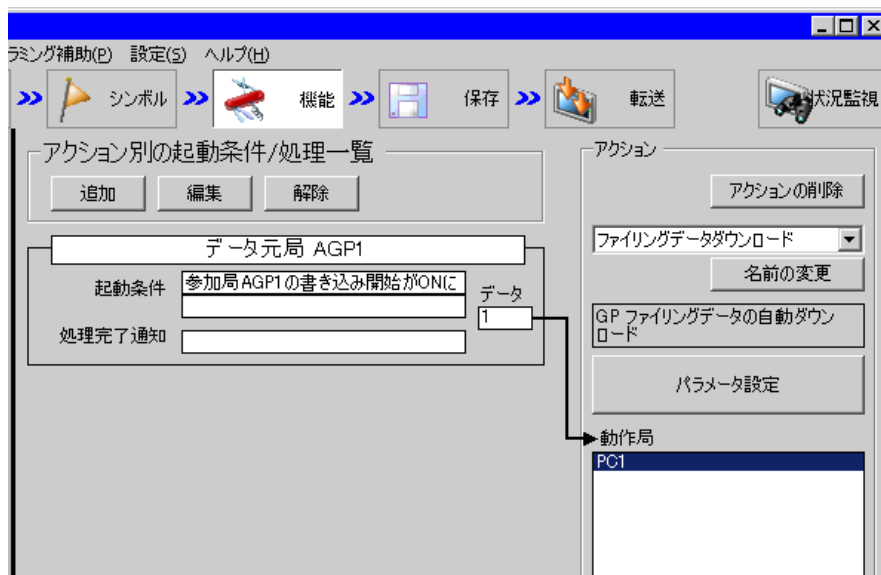 ラミング補助(P) 設定(S) ヘルプ(H)
シンボル 機能 保存 転送 状況監視
アクション別の起動条件/処理一覧
追加 編集 解除
データ元局 AGP1
起動条件 参加局AGP1の書き込み開始がON(こ
データ
1
処理完了通知
アクション
アクションの削除
ファイリングデータダウンロード
名前の変更
GP ファイリングデータの自動ダウン
ロード
パラメータ設定
動作局
PC1